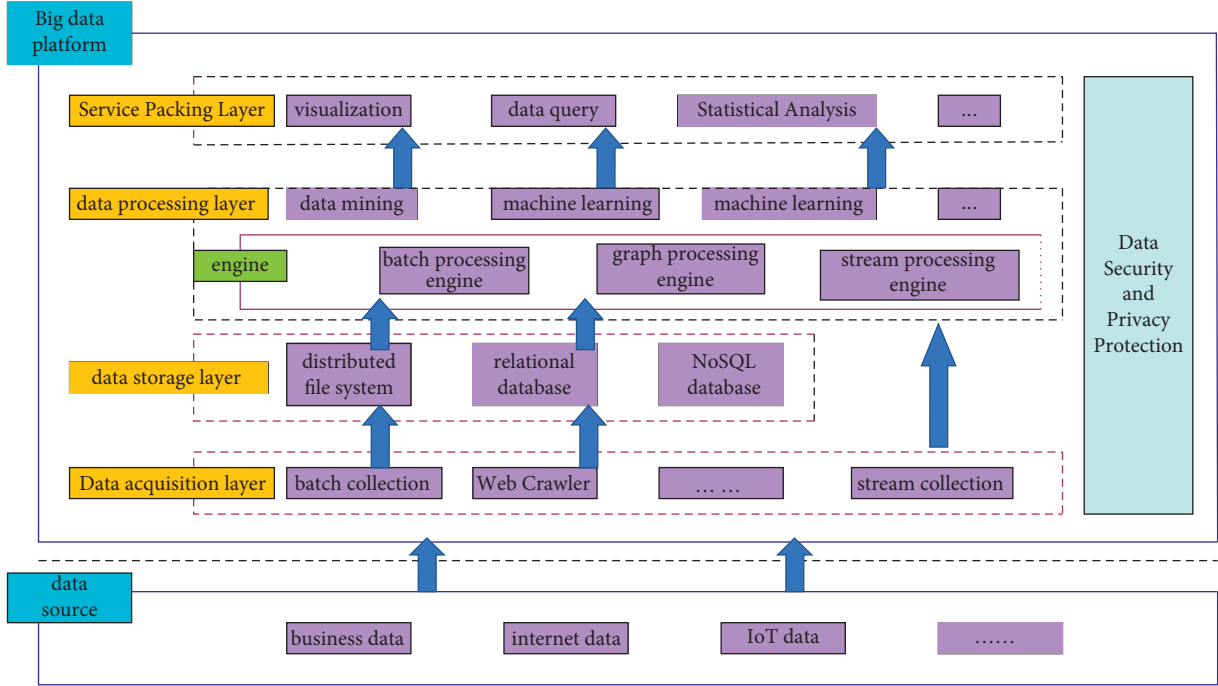 Big data
platform
Service Packing Layer
visualization
data query
Statistical Analysis
...
data processing layer
data mining
machine learning
machine learning
...
engine
batch processing
engine
graph processing
engine
stream processing
engine
Data
Security
and
Privacy
Protection
data storage layer
distributed
file system
relational
database
NoSQL
database
Data acquisition layer
batch collection
Web Crawler
... ...
stream collection
data
source
business data
internet data
IoT data
......